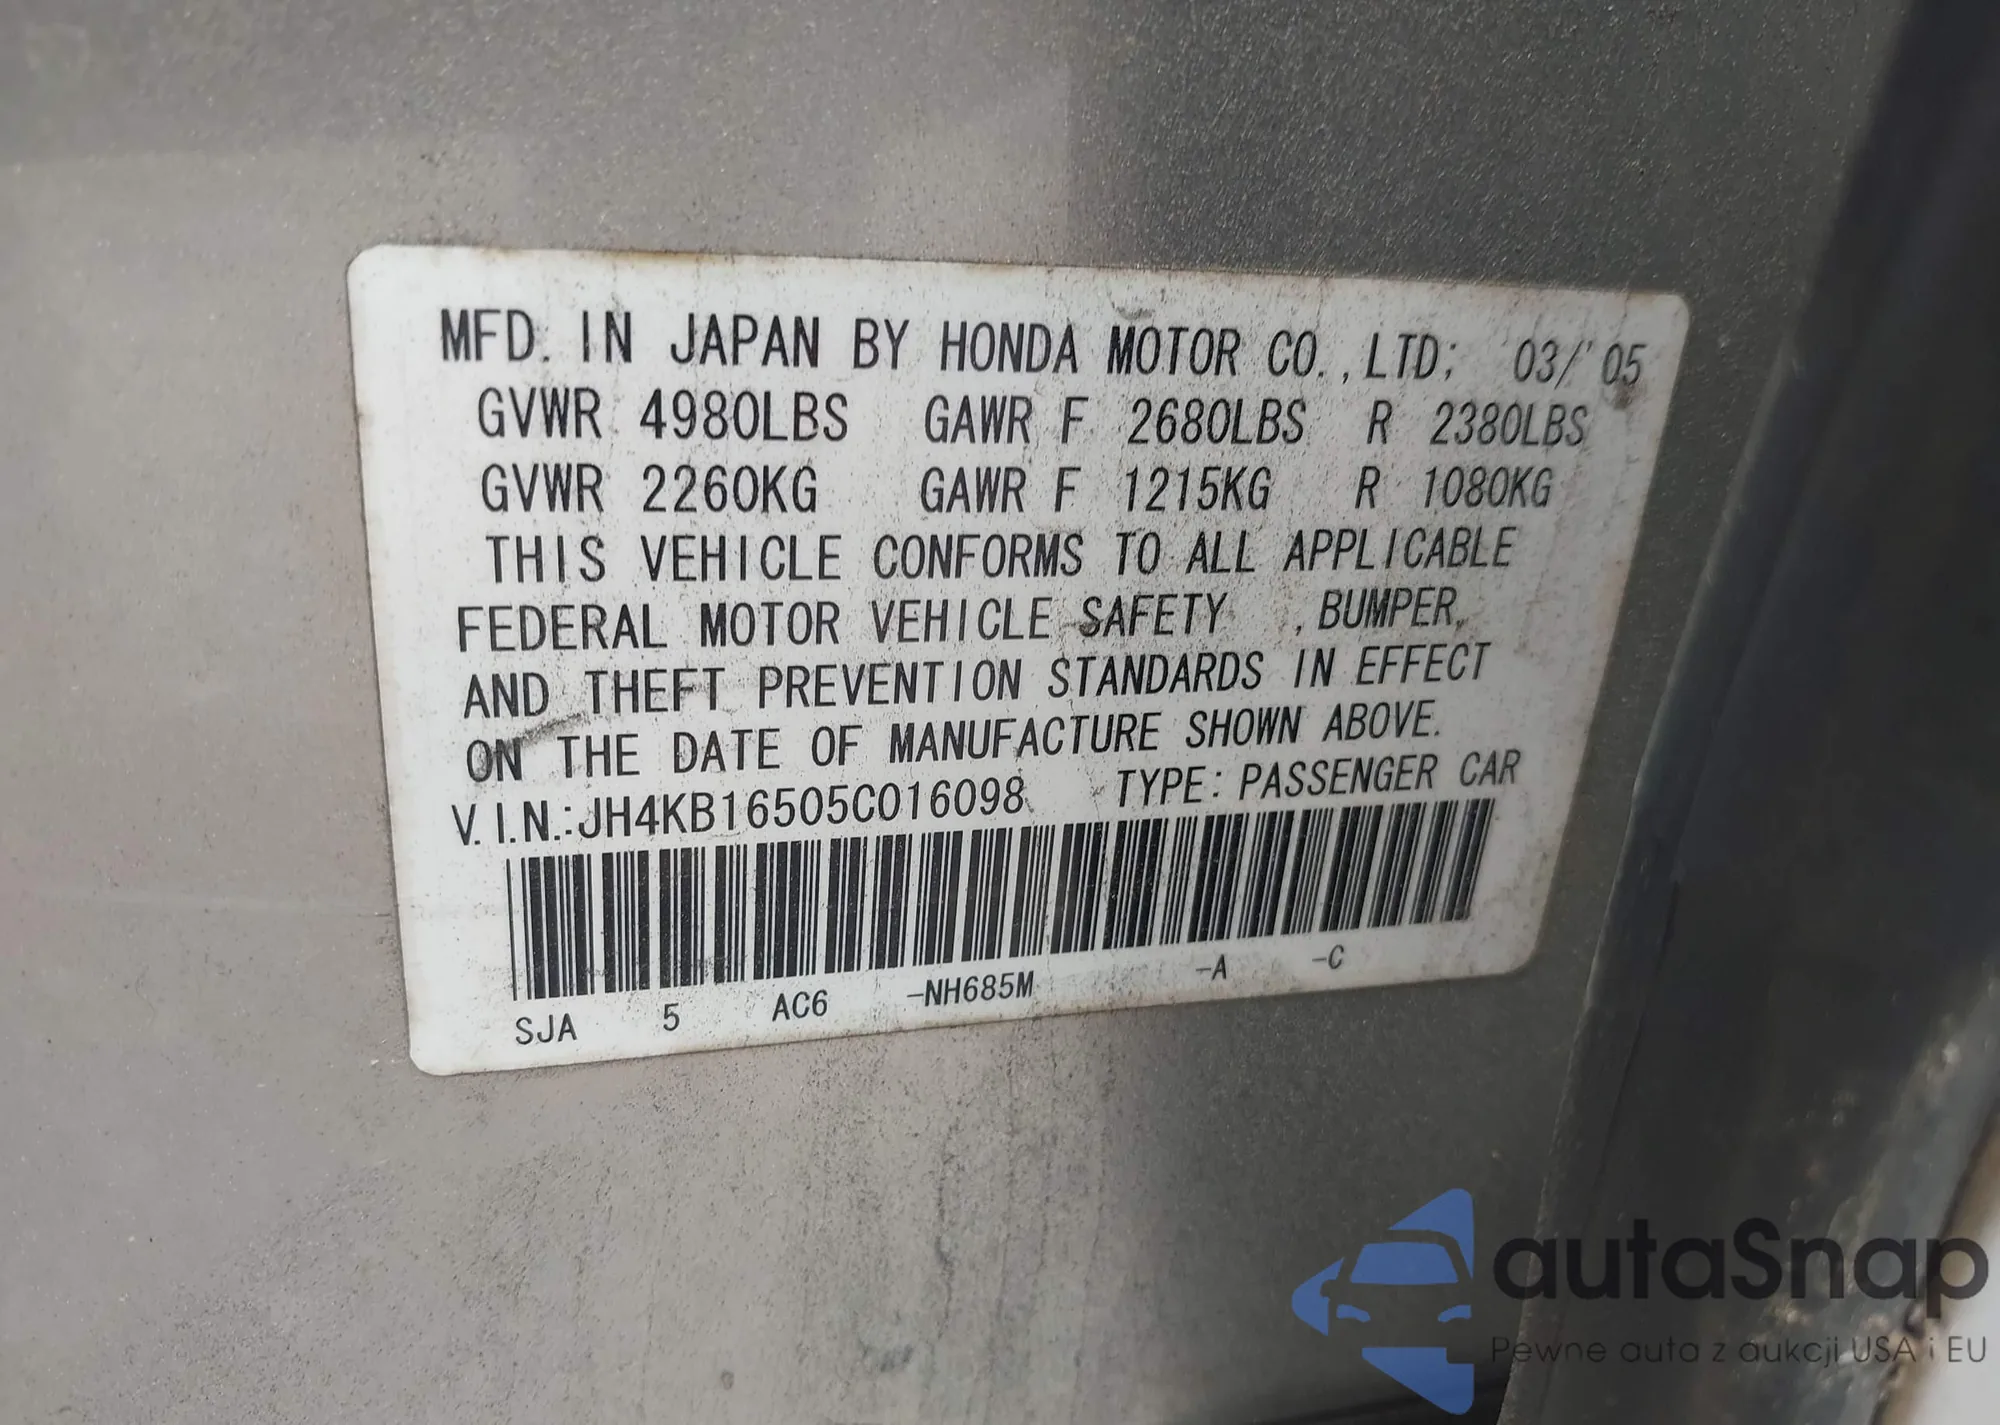 MFD. IN JAPAN BY HONDA MOTOR CO.,LTD; 03/'05
GVWR 4980LBS GAWR F 2680LBS R 2380LBS
GVWR 2260KG GAWR F 1215KG R 1080KG
THIS VEHICLE CONFORMS TO ALL APPLICABLE
FEDERAL MOTOR VEHICLE SAFETY , BUMPER,
AND THEFT PREVENTION STANDARDS IN EFFECT
ON THE DATE OF MANUFACTURE SHOWN ABOVE.
V.I.N.:JH4KB16505C016098 TYPE: PASSENGER CAR
SJA 5 AC6 -NH685M -A -C
autaSnap
Pewne auta z aukcji USA i EU